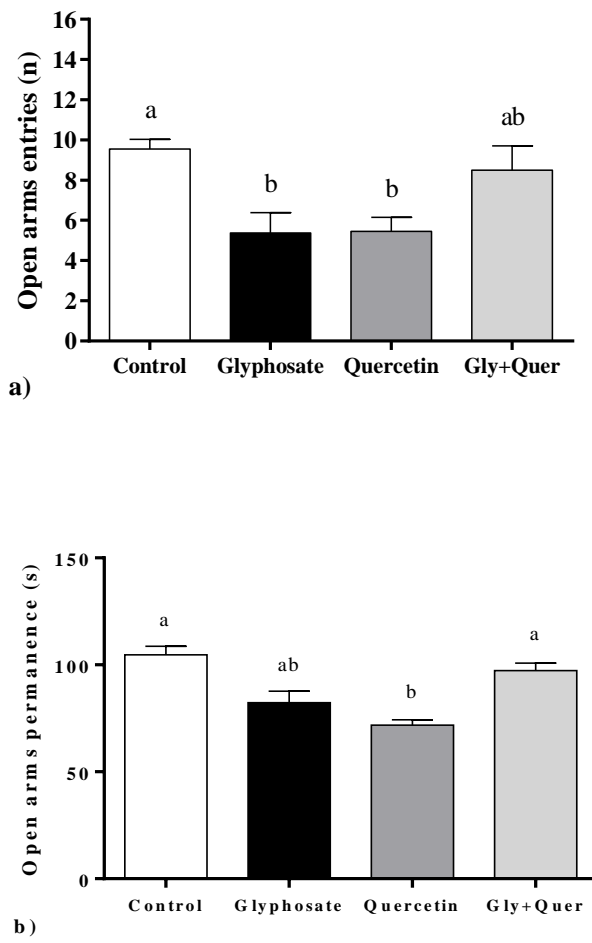 Open arms entries (n)
16
14
12
10
8
6
4
2
0
a
b
b
ab
Control Glyphosate Quercetin Gly+Quer
a)
Open arms permanence (s)
150
100
50
0
a
ab
b
a
Control Glyphosate Quercetin Gly+Quer
b)